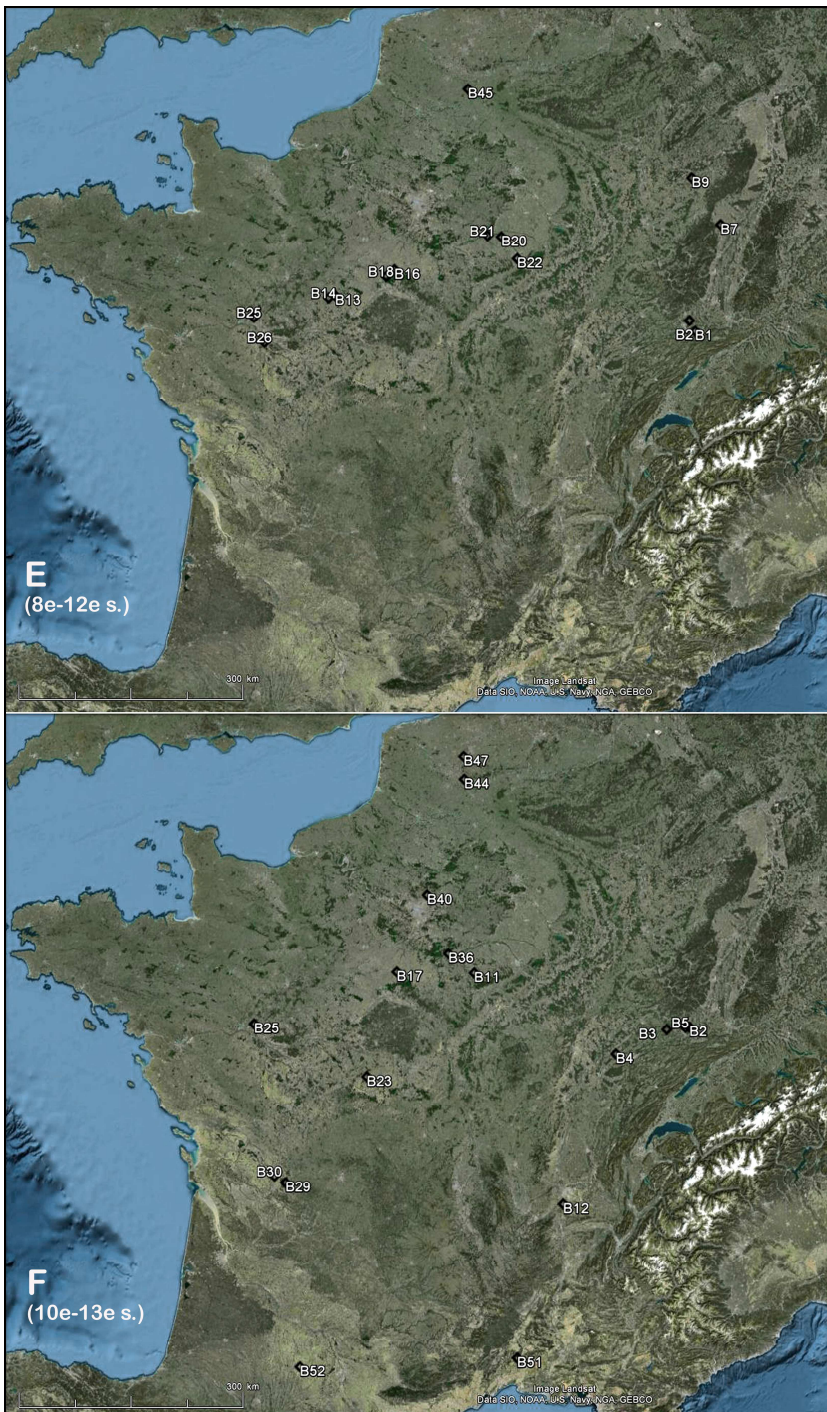 B45
B9
B7
B21
B20
B22
B18
B16
B14
B13
B25
B26
B2
B1
E
(8e-12e s.)
300 km
Image Landsat
Data SIO, NOAA, U.S. Navy, NGA, GEBCO
B47
B44
B40
B36
B17
B11
B25
B3
B5
B2
B4
B23
B30
B29
B12
F
(10e-13e s.)
B52
B51
300 km
Image Landsat
Data SIO, NOAA, U.S. Navy, NGA, GEBCO